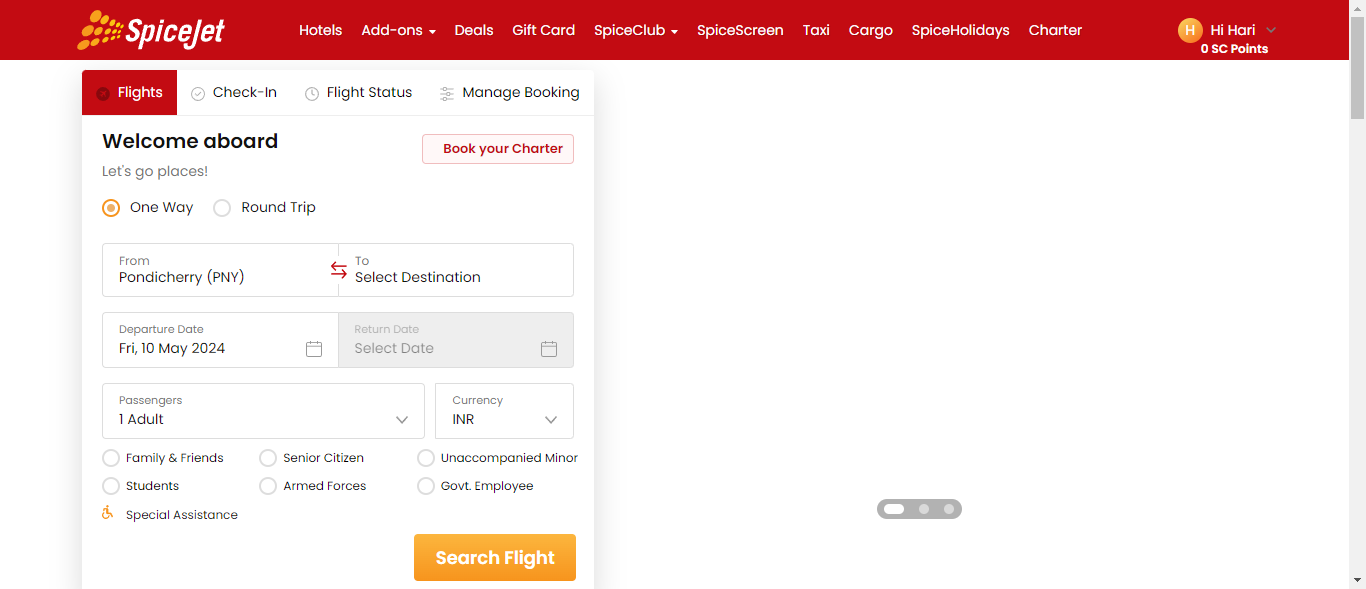 SpiceJet Hotels Add-ons Deals Gift Card SpiceClub SpiceScreen Taxi Cargo SpiceHolidays Charter H Hi Hari
0 SC Points
Flights Check-In Flight Status Manage Booking
Welcome aboard
Book your Charter
Let's go places!
One Way Round Trip
From To
Pondicherry (PNY) Select Destination
Departure Date Return Date
Fri, 10 May 2024 Select Date
Passengers Currency
1 Adult INR
Family & Friends Senior Citizen Unaccompanied Minor
Students Armed Forces Govt. Employee
Special Assistance
Search Flight